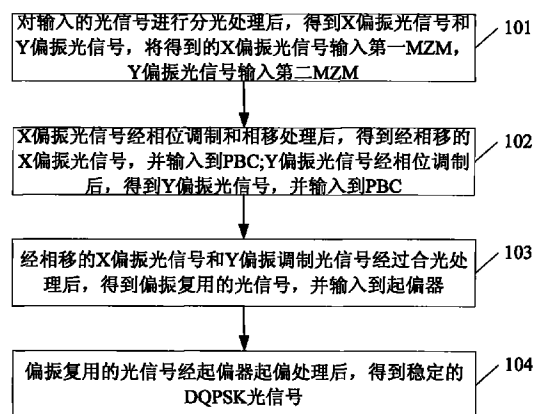 对输入的光信号进行分光处理后，得到X偏振光信号和
Y偏振光信号，将得到的X偏振光信号输入第一MZM，
Y偏振光信号输入第二MZM
101
X偏振光信号经相位调制和相移处理后，得到经相移的
X偏振光信号，并输入到PBC;Y偏振光信号经相位调制
后，得到Y偏振光信号，并输入到PBC
102
经相移的X偏振光信号和Y偏振调制光信号经过合光处
理后，得到偏振复用的光信号，并输入到起偏器
103
偏振复用的光信号经起偏器起偏处理后，得到稳定的
DQPSK光信号
104